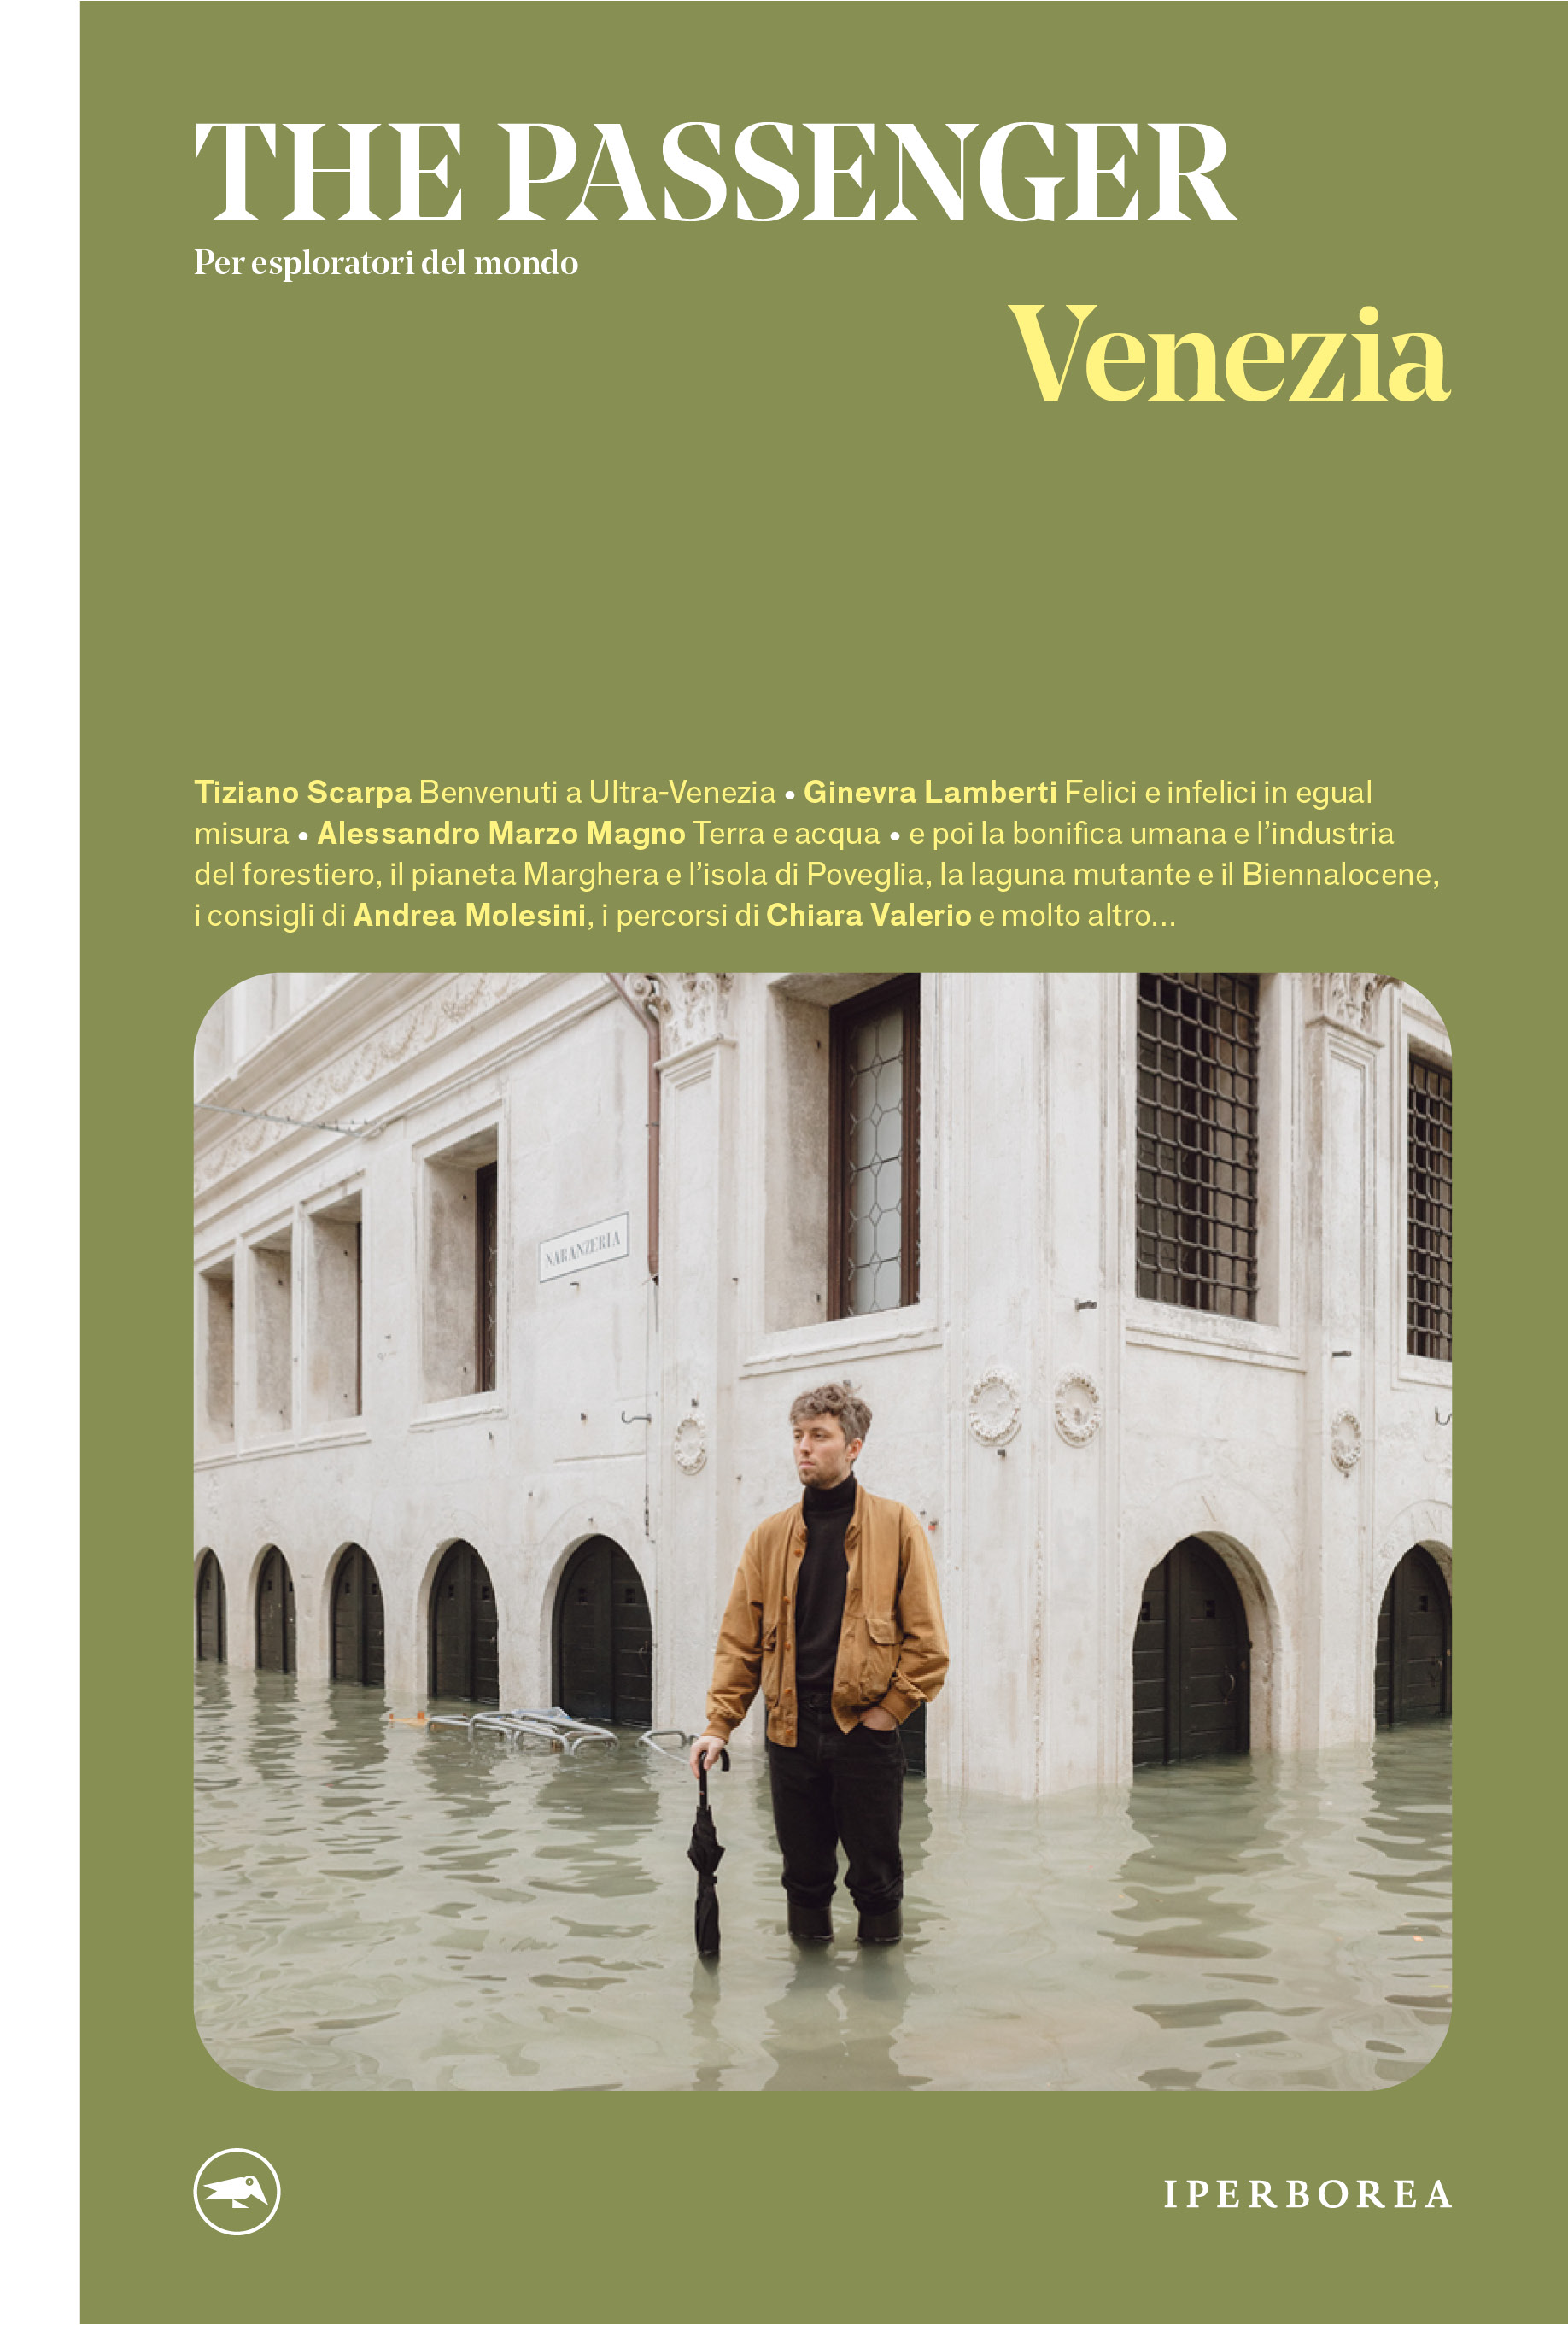 THE PASSENGER
Per esploratori del mondo
Venezia
Tiziano Scarpa Benvenuti a Ultra-Venezia • Ginevra Lamberti Felici e infelici in egual
misura • Alessandro Marzo Magno Terra e acqua • e poi la bonifica umana e l’industria
del forestiero, il pianeta Marghera e l’isola di Poveglia, la laguna mutante e il Biennalocene,
i consigli di Andrea Molesini, i percorsi di Chiara Valerio e molto altro...
NARANZERIA
IPERBOREA